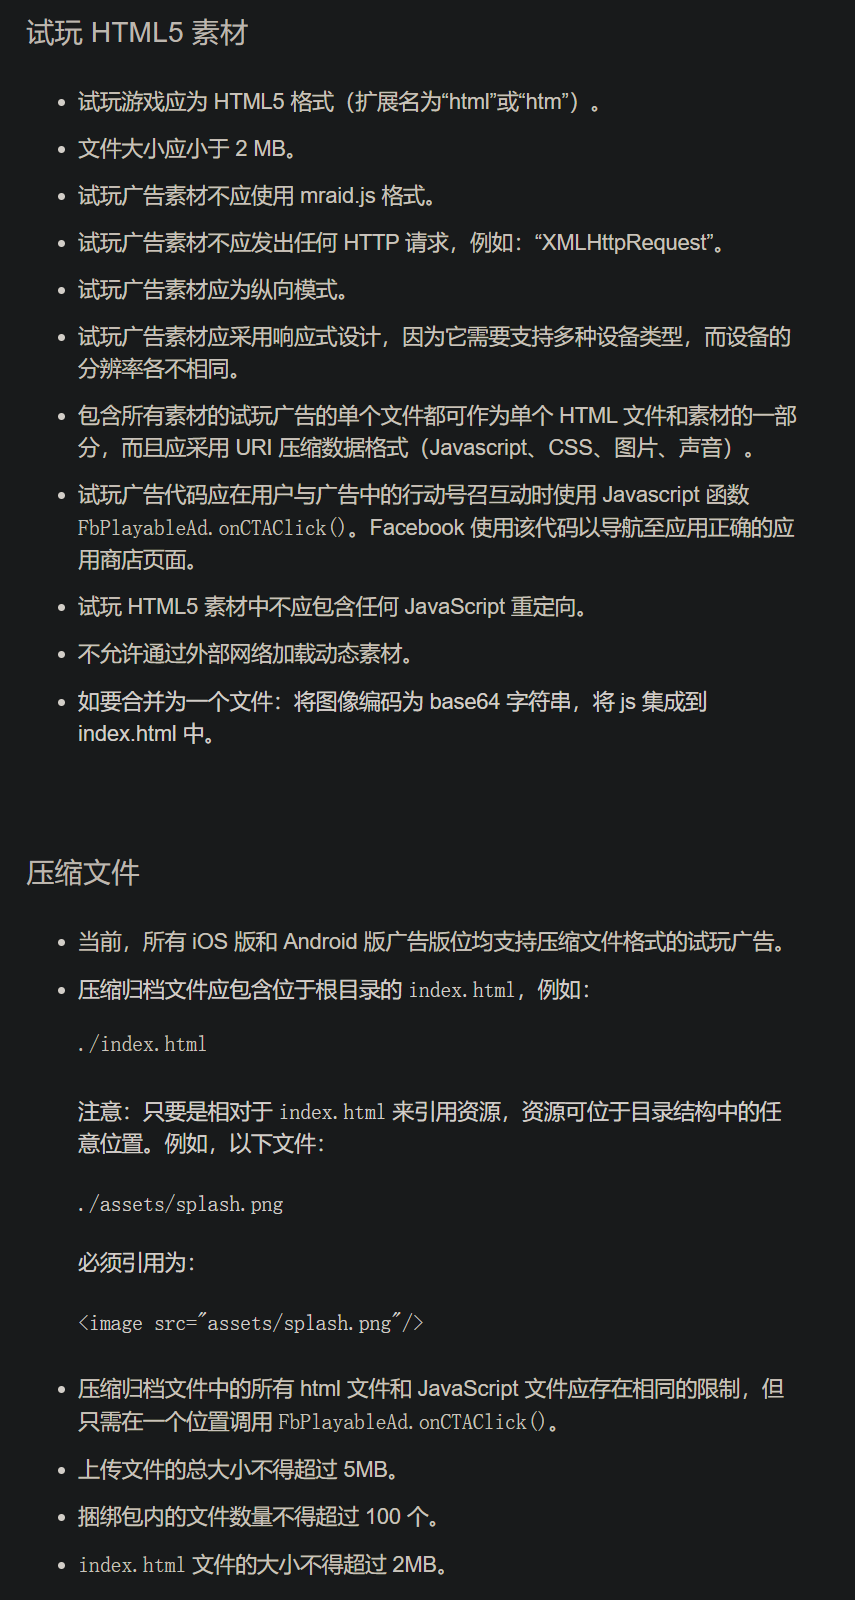 试玩 HTML5 素材
• 试玩游戏应为 HTML5 格式（扩展名为“html”或“htm”）。
• 文件大小应小于 2 MB。
• 试玩广告素材不应使用 mraid.js 格式。
• 试玩广告素材不应发出任何 HTTP 请求，例如：“XMLHttpRequest”。
• 试玩广告素材应为纵向模式。
• 试玩广告素材应采用响应式设计，因为它需要支持多种设备类型，而设备的
分辨率各不相同。
• 包含所有素材的试玩广告的单个文件都可作为单个 HTML 文件和素材的一部
分，而且应采用 URI 压缩数据格式（Javascript、CSS、图片、声音）。
• 试玩广告代码应在用户与广告中的行动号召互动时使用 Javascript 函数
FbPlayableAd.onCTAClick()。Facebook 使用该代码以导航至应用正确的应
用商店页面。
• 试玩 HTML5 素材中不应包含任何 JavaScript 重定向。
• 不允许通过外部网络加载动态素材。
• 如要合并为一个文件：将图像编码为 base64 字符串，将 js 集成到
index.html 中。
压缩文件
• 当前，所有 iOS 版和 Android 版广告版位均支持压缩文件格式的试玩广告。
• 压缩归档文件应包含位于根目录的 index.html，例如：
./index.html
注意：只要是相对于 index.html 来引用资源，资源可位于目录结构中的任
意位置。例如，以下文件：
./assets/splash.png
必须引用为：
<image src="assets/splash.png"/>
• 压缩归档文件中的所有 html 文件和 JavaScript 文件应存在相同的限制，但
只需在一个位置调用 FbPlayableAd.onCTAClick()。
• 上传文件的总大小不得超过 5MB。
• 捆绑包内的文件数量不得超过 100 个。
• index.html 文件的大小不得超过 2MB。